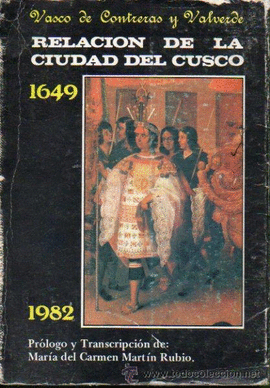 Vasco de Contreras y Valverde
RELACION DE LA
CIUDAD DEL CUSCO
1649
1982
Prólogo y Transcripción de:
María del Carmen Martín Rubio.
todocoleccion.net